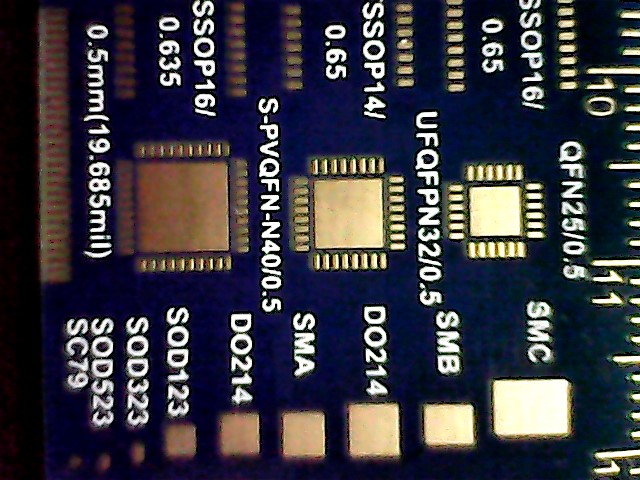 SSOP16/
0.65
SSOP14/
0.65
SSOP16/
0.635
0.5mm(19.685mil)
10
QFN25/0.5
UFQFPN32/0.5
S-PVQFN-N40/0.5
11
SMC
SMB
DO214
SMA
DO214
SOD123
SOD323
SOD523
SC79